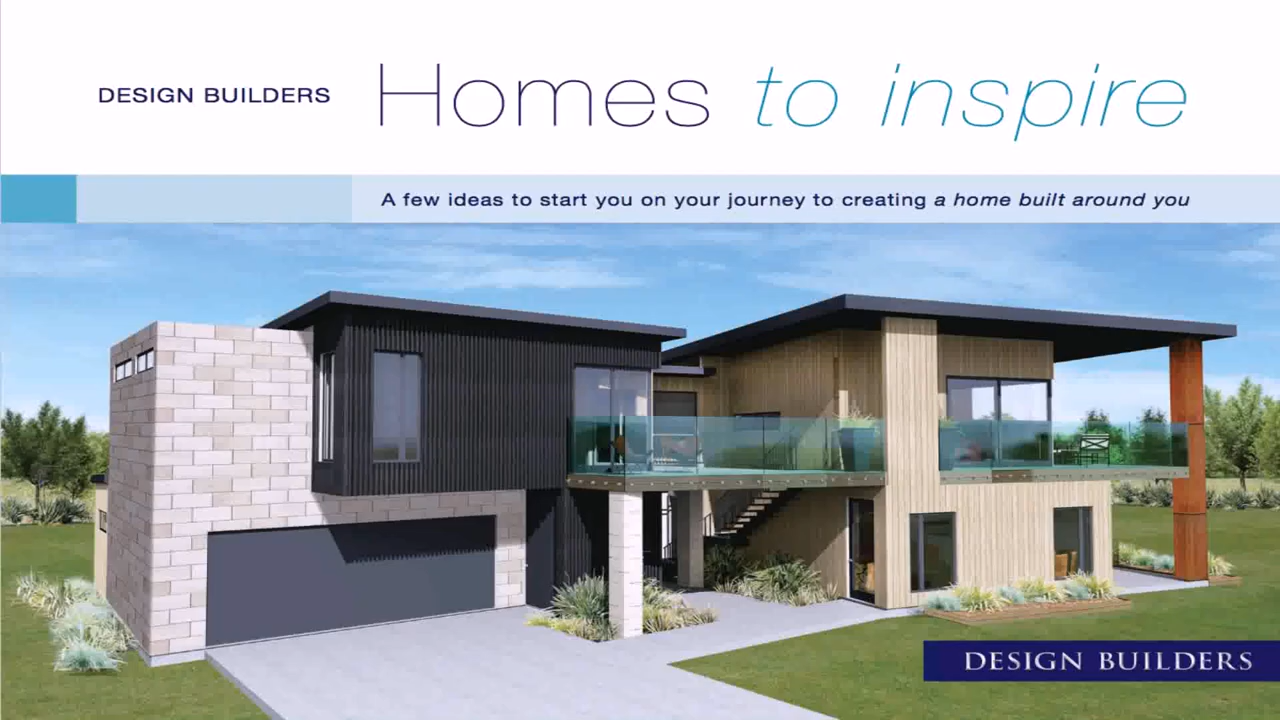 DESIGN BUILDERS Homes to inspire
A few ideas to start you on your journey to creating a home built around you
DESIGN BUILDERS